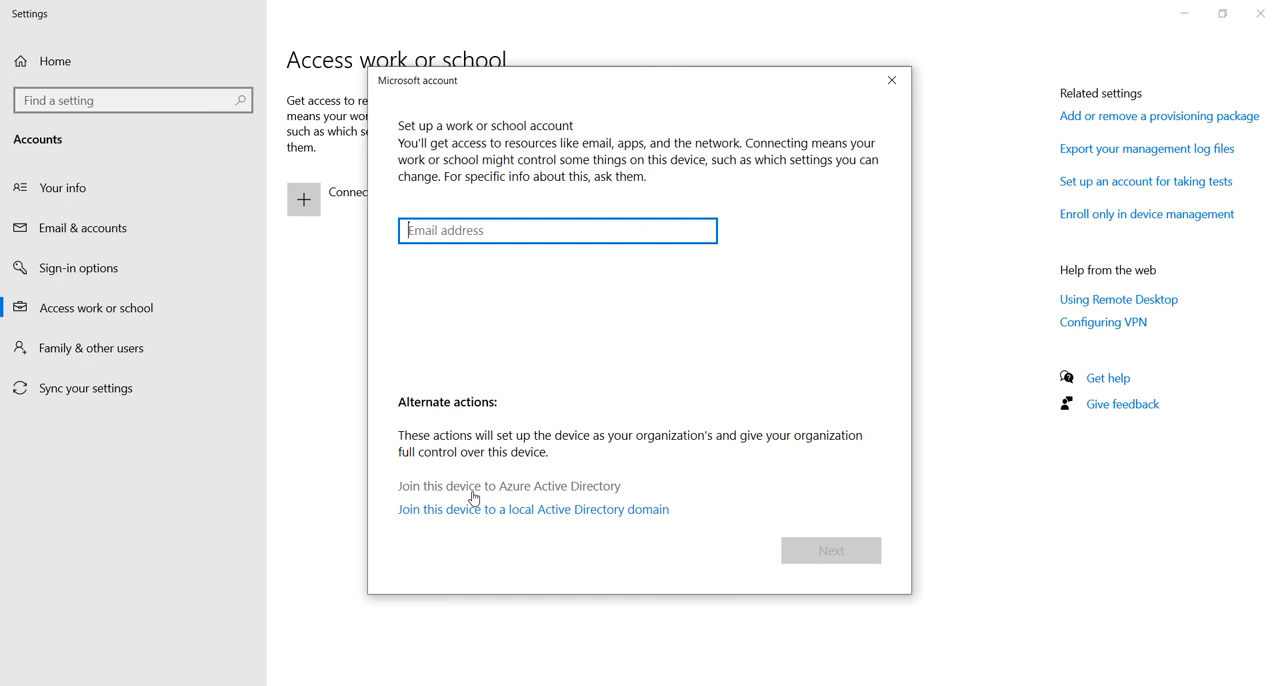 Settings
Home
Find a setting
Accounts
Your info
Email & accounts
Sign-in options
Access work or school
Family & other users
Sync your settings
Access work or school
Get access to re
means your wor
such as which s
them.
Connec
Microsoft account
Set up a work or school account
You'll get access to resources like email, apps, and the network. Connecting means your
work or school might control some things on this device, such as which settings you can
change. For specific info about this, ask them.
Email address
Alternate actions:
These actions will set up the device as your organization's and give your organization
full control over this device.
Join this device to Azure Active Directory
Join this device to a local Active Directory domain
Next
Related settings
Add or remove a provisioning package
Export your management log files
Set up an account for taking tests
Enroll only in device management
Help from the web
Using Remote Desktop
Configuring VPN
Get help
Give feedback